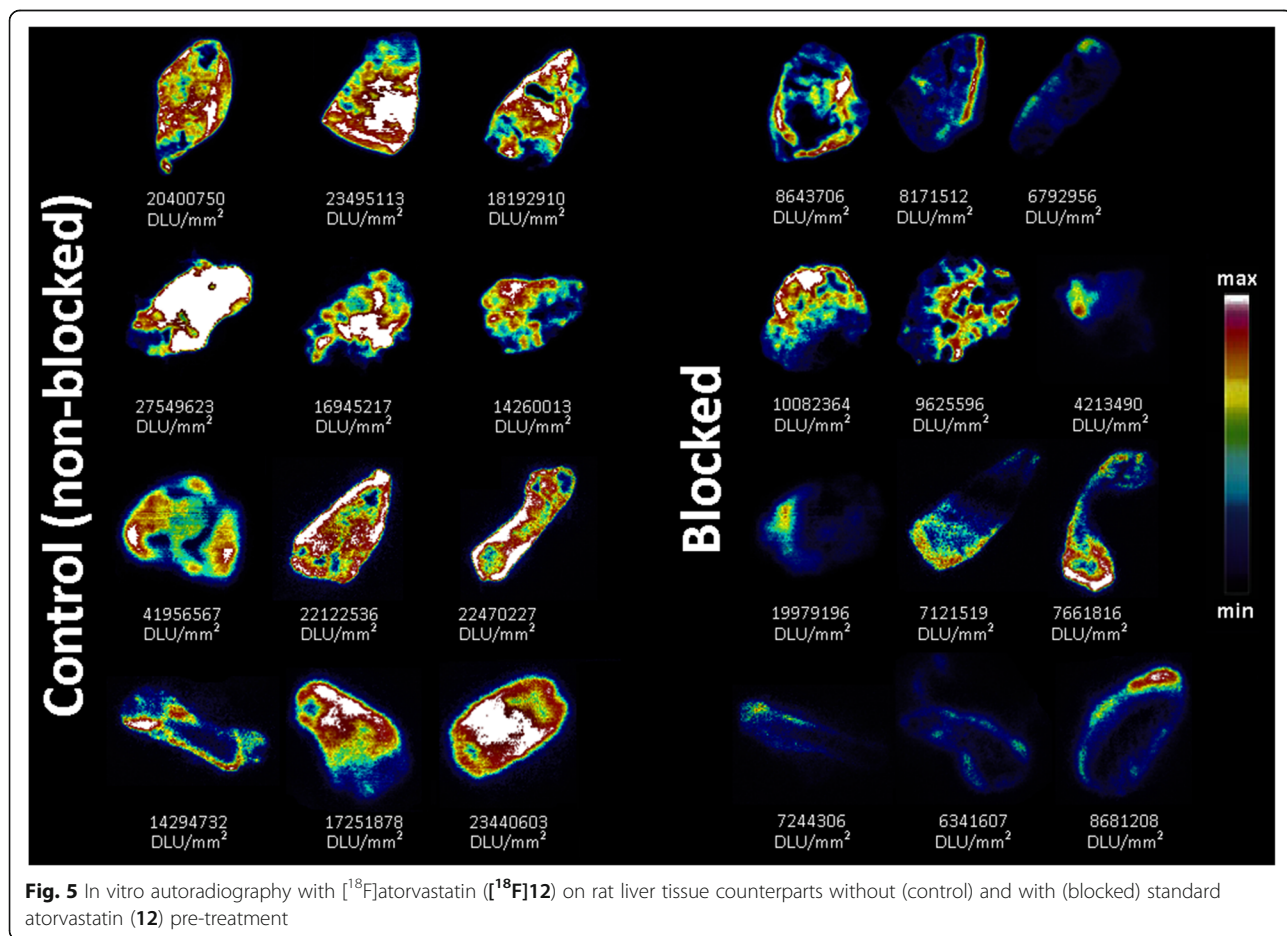 Control (non-blocked)
20400750 23495113 18192910
DLU/mm² DLU/mm² DLU/mm²
27549623 16945217 14260013
DLU/mm² DLU/mm² DLU/mm²
41956567 22122536 22470227
DLU/mm² DLU/mm² DLU/mm²
14294732 17251878 23440603
DLU/mm² DLU/mm² DLU/mm²
Blocked
8643706 8171512 6792956
DLU/mm² DLU/mm² DLU/mm²
10082364 9625596 4213490
DLU/mm² DLU/mm² DLU/mm²
19979196 7121519 7661816
DLU/mm² DLU/mm² DLU/mm²
7244306 6341607 8681208
DLU/mm² DLU/mm² DLU/mm²
max
min
Fig. 5 In vitro autoradiography with [¹⁸F]atorvastatin ([¹⁸F]12) on rat liver tissue counterparts without (control) and with (blocked) standard
atorvastatin (12) pre-treatment